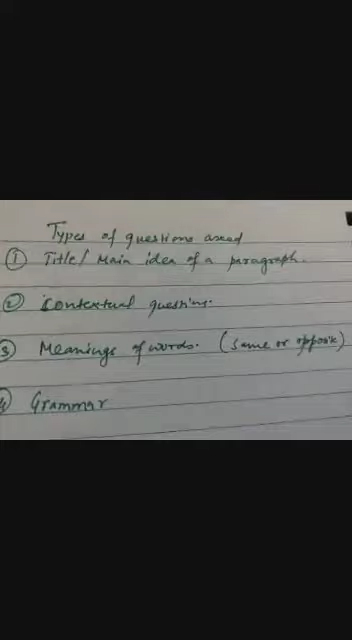 Types of questions asked
① Title/ Main idea of a paragraph.
② Contextual questions.
③ Meanings of words. (Same or opposite)
④ Grammar